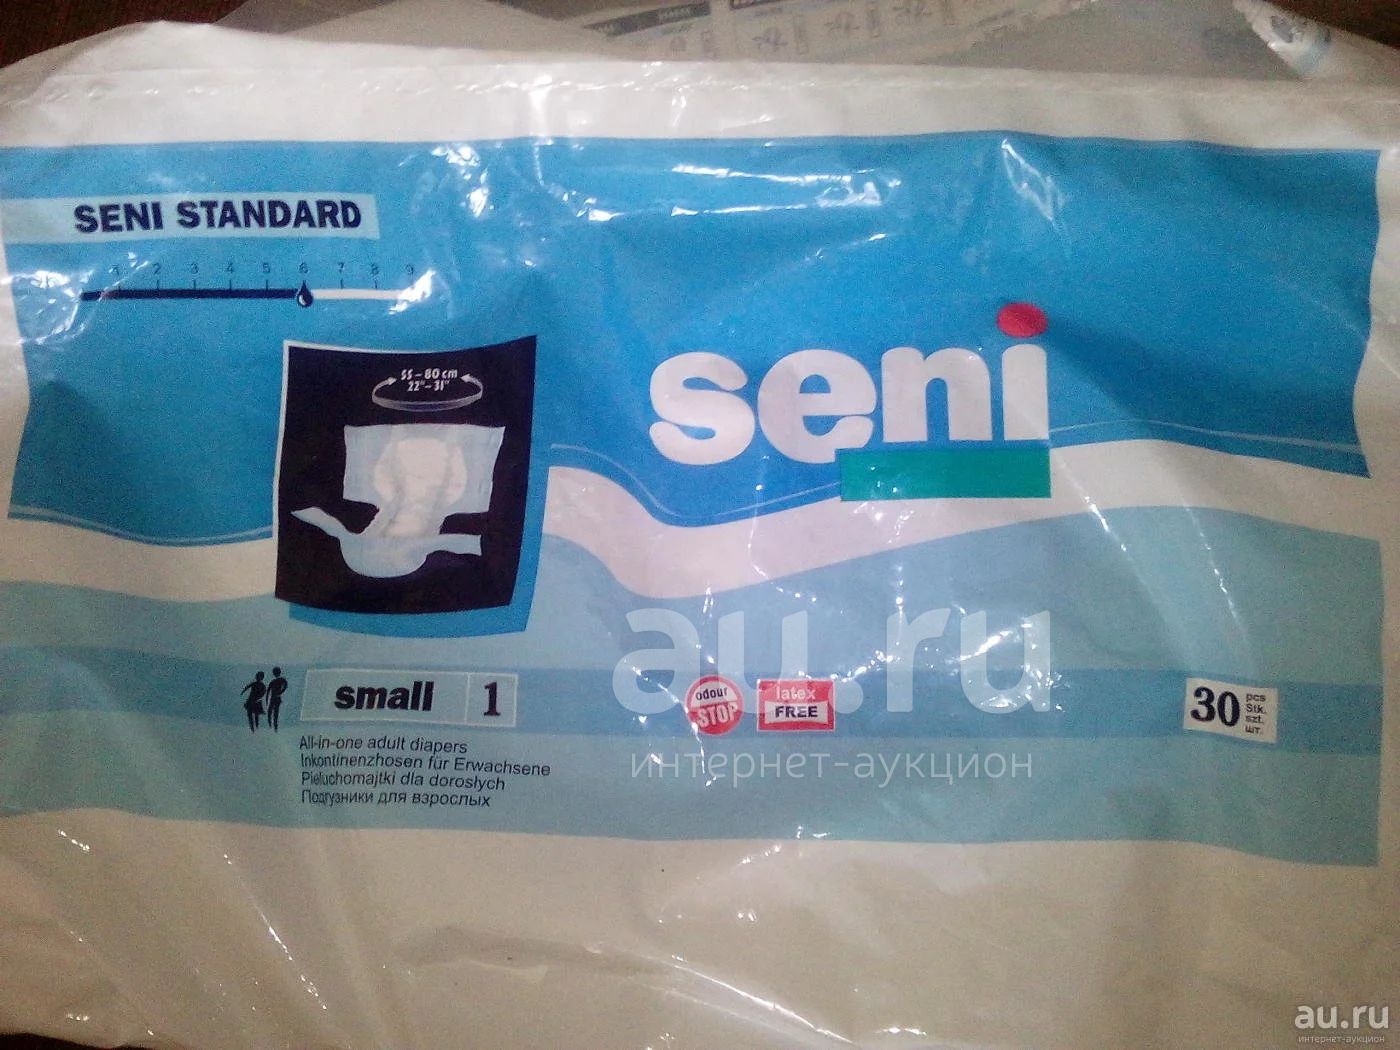 SENI STANDARD
1 2 3 4 5 6 7 8 9
55 – 80 cm
22" – 31"
seni
au.ru
интернет-аукцион
small 1
odour
STOP
latex
FREE
30 pcs
Stk.
szt.
шт.
All-in-one adult diapers
Inkontinenzhosen für Erwachsene
Pieluchomajtki dla dorosłych
Подгузники для взрослых
au.ru
интернет-аукцион